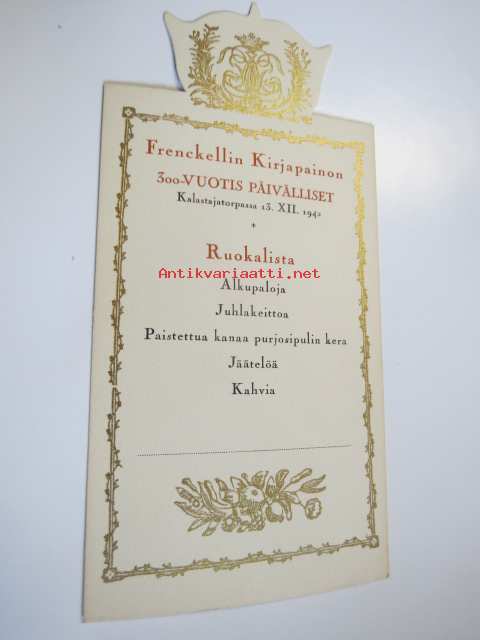 Frenckellin Kirjapainon
300-VUOTIS PÄIVÄLLISET
Kalastajatorpassa 13. XII. 1942
*
Ruokalista
Antikvariaatti.net
Alkupaloja
Juhlakeittoa
Paistettua kanaa purjosipulin kera
Jäätelöä
Kahvia